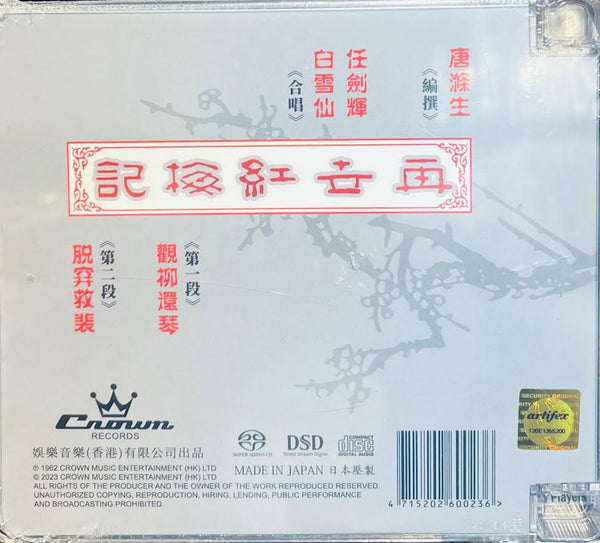 唐滌生
《編撰》
任劍輝
白雪仙
《合唱》
再世紅梅記
《第一段》
觀柳還琴
《第二段》
脫穽救裴
Crown
RECORDS
娛樂音樂(香港)有限公司出品
℗ 1962 CROWN MUSIC ENTERTAINMENT (HK) LTD
© 2023 CROWN MUSIC ENTERTAINMENT (HK) LTD
ALL RIGHTS OF THE PRODUCER AND THE OWNER OF THE WORK REPRODUCED RESERVED.
UNAUTHORIZED COPYING, REPRODUCTION, HIRING, LENDING, PUBLIC PERFORMANCE
AND BROADCASTING PROHIBITED.
SUPER AUDIO CD
DSD
Direct Stream Digital
COMPACT
disc
DIGITAL AUDIO
MADE IN JAPAN 日本壓製
4 715202 600236 >
SECURITY ORIGINAL
artifex
Players